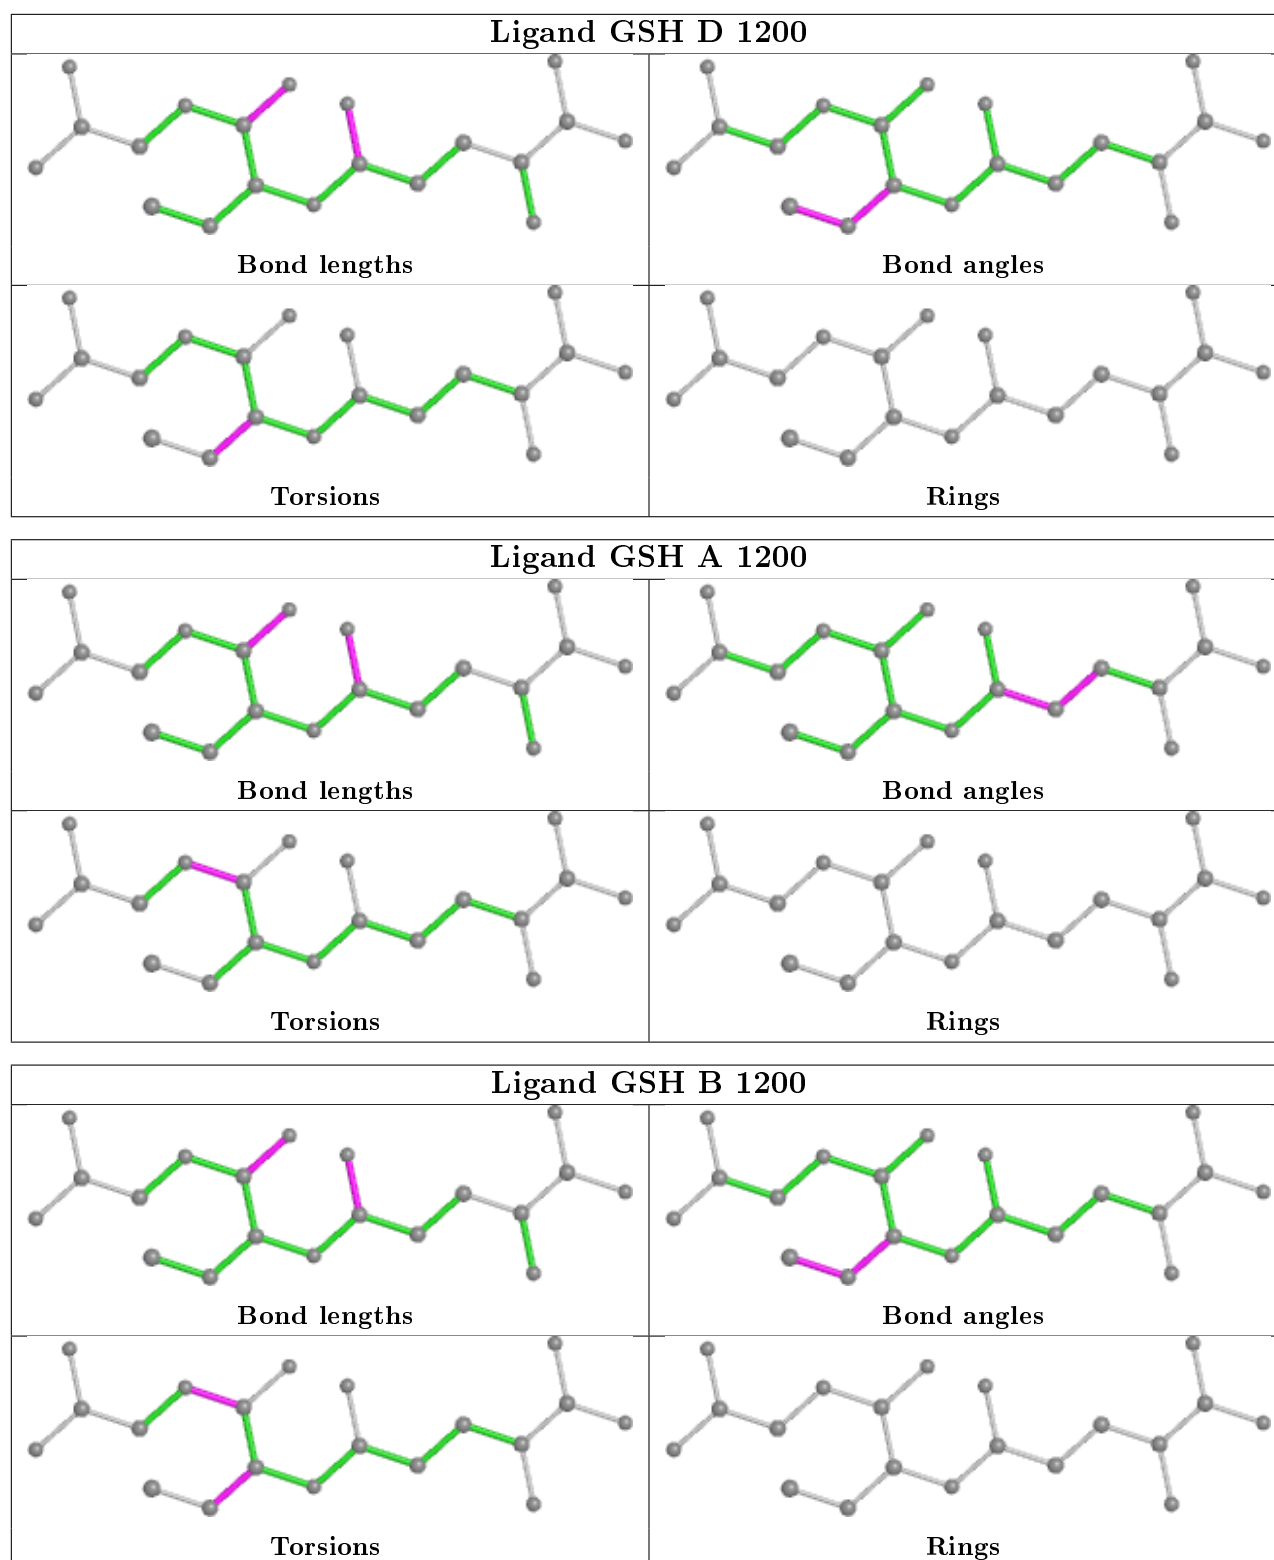 Ligand GSH D 1200
Bond lengths
Bond angles
Torsions
Rings
Ligand GSH A 1200
Bond lengths
Bond angles
Torsions
Rings
Ligand GSH B 1200
Bond lengths
Bond angles
Torsions
Rings